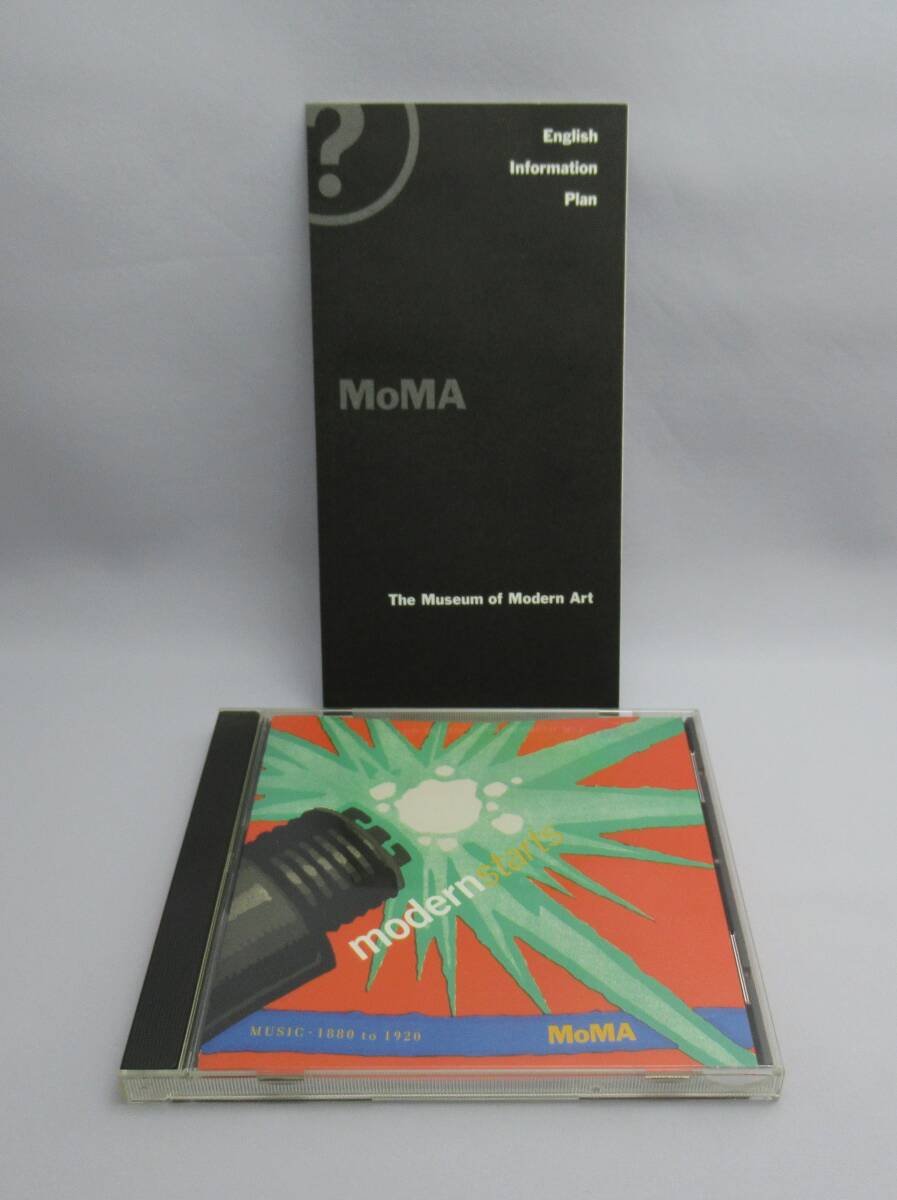 ?
English
Information
Plan
MoMA
The Museum of Modern Art
modernstarts
MUSIC - 1880 to 1920
MoMA